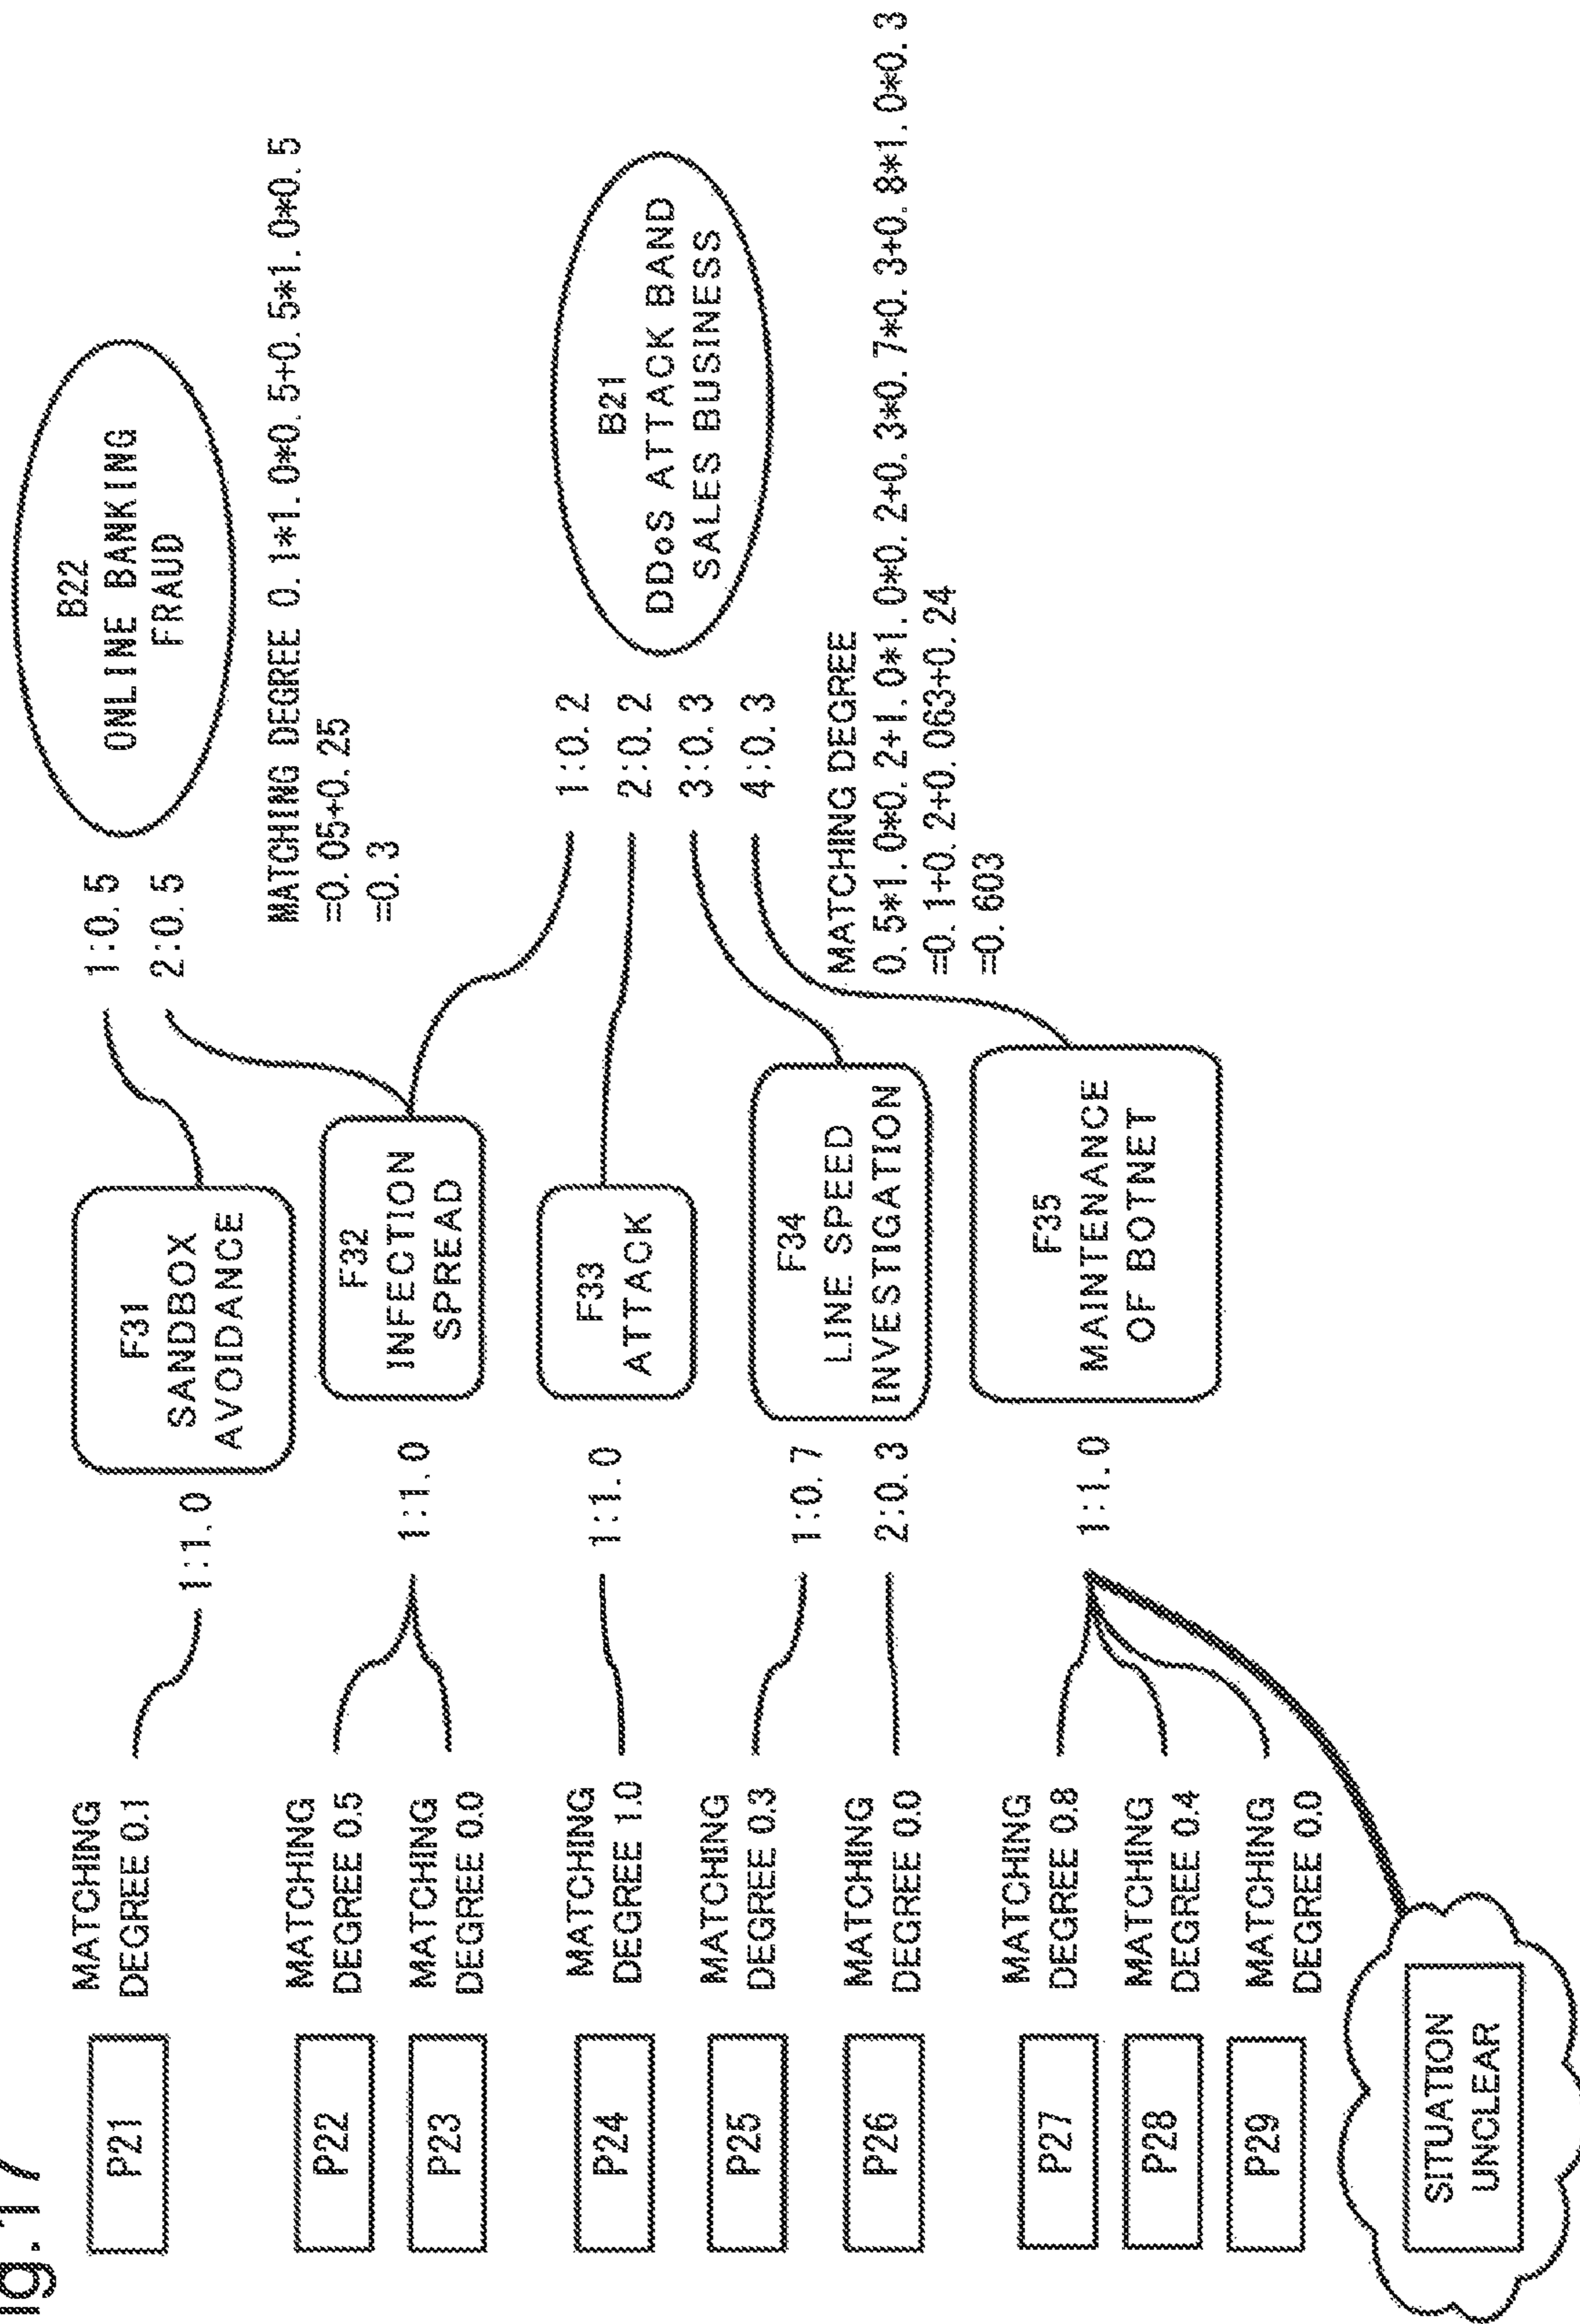 ig.17
P21
MATCHING
DEGREE 0.1
1:1.0
F31
SANDBOX
AVOIDANCE
1:0.5
2:0.5
B22
ONLINE BANKING
FRAUD
MATCHING DEGREE 0.1*1.0*0.5+0.5*1.0*0.5
=0.05+0.25
=0.3
P22
MATCHING
DEGREE 0.5
P23
MATCHING
DEGREE 0.0
1:1.0
F32
INFECTION
SPREAD
P24
MATCHING
DEGREE 1.0
1:1.0
F33
ATTACK
1:0.2
2:0.2
3:0.3
4:0.3
B21
DDoS ATTACK BAND
SALES BUSINESS
P25
MATCHING
DEGREE 0.3
1:0.7
P26
MATCHING
DEGREE 0.0
2:0.3
F34
LINE SPEED
INVESTIGATION
MATCHING DEGREE
0.5*1.0*0.2+1.0*1.0*0.2+0.3*0.7*0.3+0.8*1.0*0.3
=0.1+0.2+0.063+0.24
=0.603
P27
MATCHING
DEGREE 0.8
P28
MATCHING
DEGREE 0.4
P29
MATCHING
DEGREE 0.0
1:1.0
F35
MAINTENANCE
OF BOTNET
SITUATION
UNCLEAR